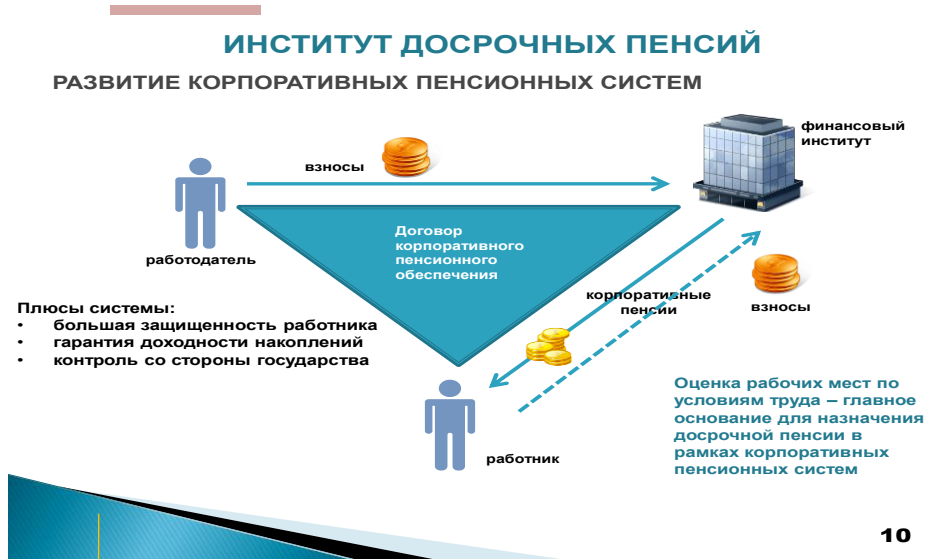 ИНСТИТУТ ДОСРОЧНЫХ ПЕНСИЙ
РАЗВИТИЕ КОРПОРАТИВНЫХ ПЕНСИОННЫХ СИСТЕМ
финансовый
институт
взносы
работодатель
Договор
корпоративного
пенсионного
обеспечения
корпоративные
пенсии
взносы
Плюсы системы:
• большая защищенность работника
• гарантия доходности накоплений
• контроль со стороны государства
работник
Оценка рабочих мест по
условиям труда – главное
основание для назначения
досрочной пенсии в
рамках корпоративных
пенсионных систем
10